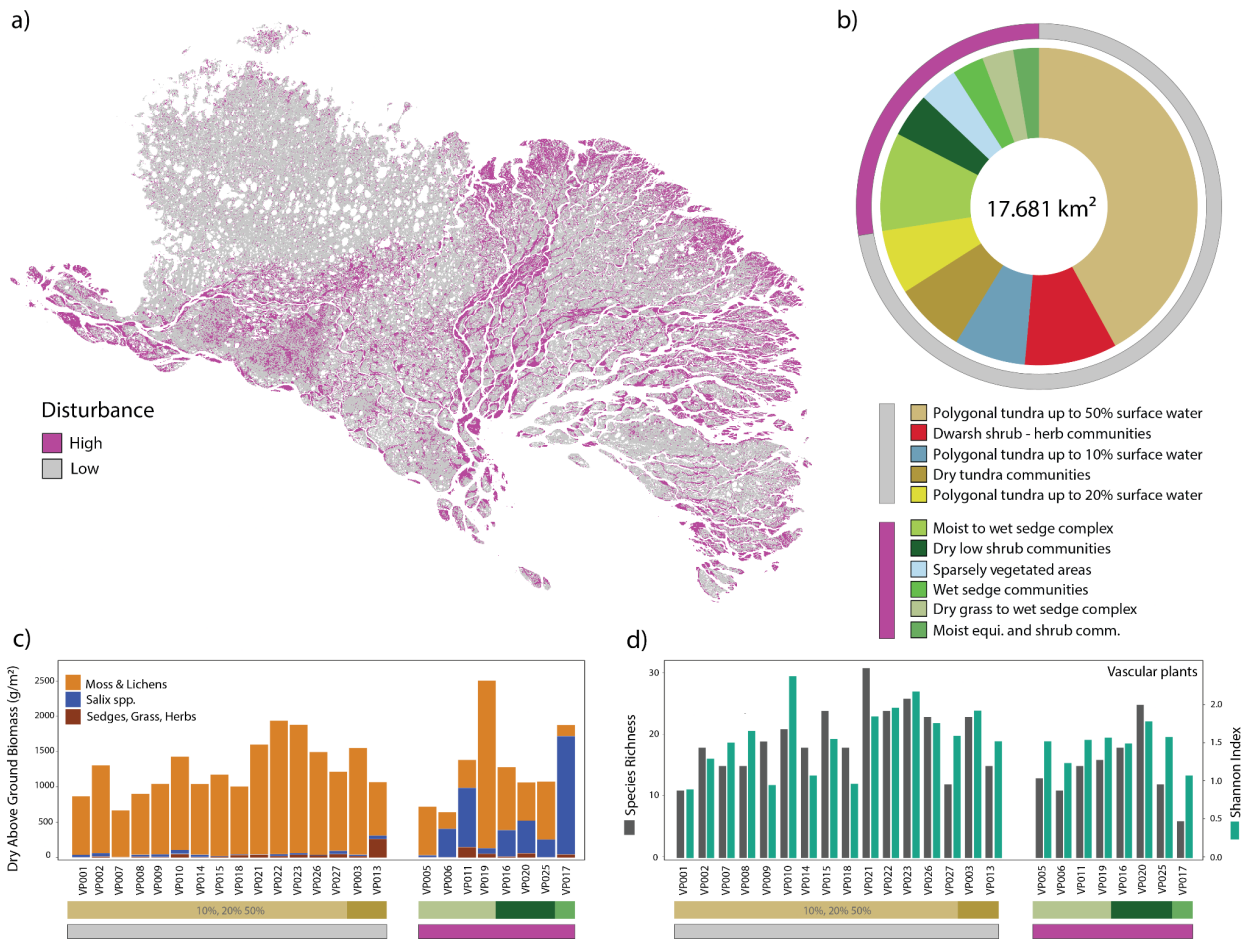 a)
Disturbance
High
Low
b)
17.681 km²
Polygonal tundra up to 50% surface water
Dwarsh shrub - herb communities
Polygonal tundra up to 10% surface water
Dry tundra communities
Polygonal tundra up to 20% surface water
Moist to wet sedge complex
Dry low shrub communities
Sparsely vegetated areas
Wet sedge communities
Dry grass to wet sedge complex
Moist equi. and shrub comm.
c)
Dry Above Ground Biomass (g/m²)
2500
2000
1500
1000
500
0
Moss & Lichens
Salix spp.
Sedges, Grass, Herbs
VP001
VP002
VP007
VP008
VP009
VP010
VP014
VP015
VP018
VP021
VP022
VP023
VP026
VP027
VP003
VP013
VP005
VP006
VP011
VP019
VP016
VP020
VP025
VP017
10%, 20% 50%
d)
Vascular plants
Species Richness
30
20
10
0
Shannon Index
2.0
1.5
1.0
0.5
0.0
VP001
VP002
VP007
VP008
VP009
VP010
VP014
VP015
VP018
VP021
VP022
VP023
VP026
VP027
VP003
VP013
VP005
VP006
VP011
VP019
VP016
VP020
VP025
VP017
10%, 20% 50%